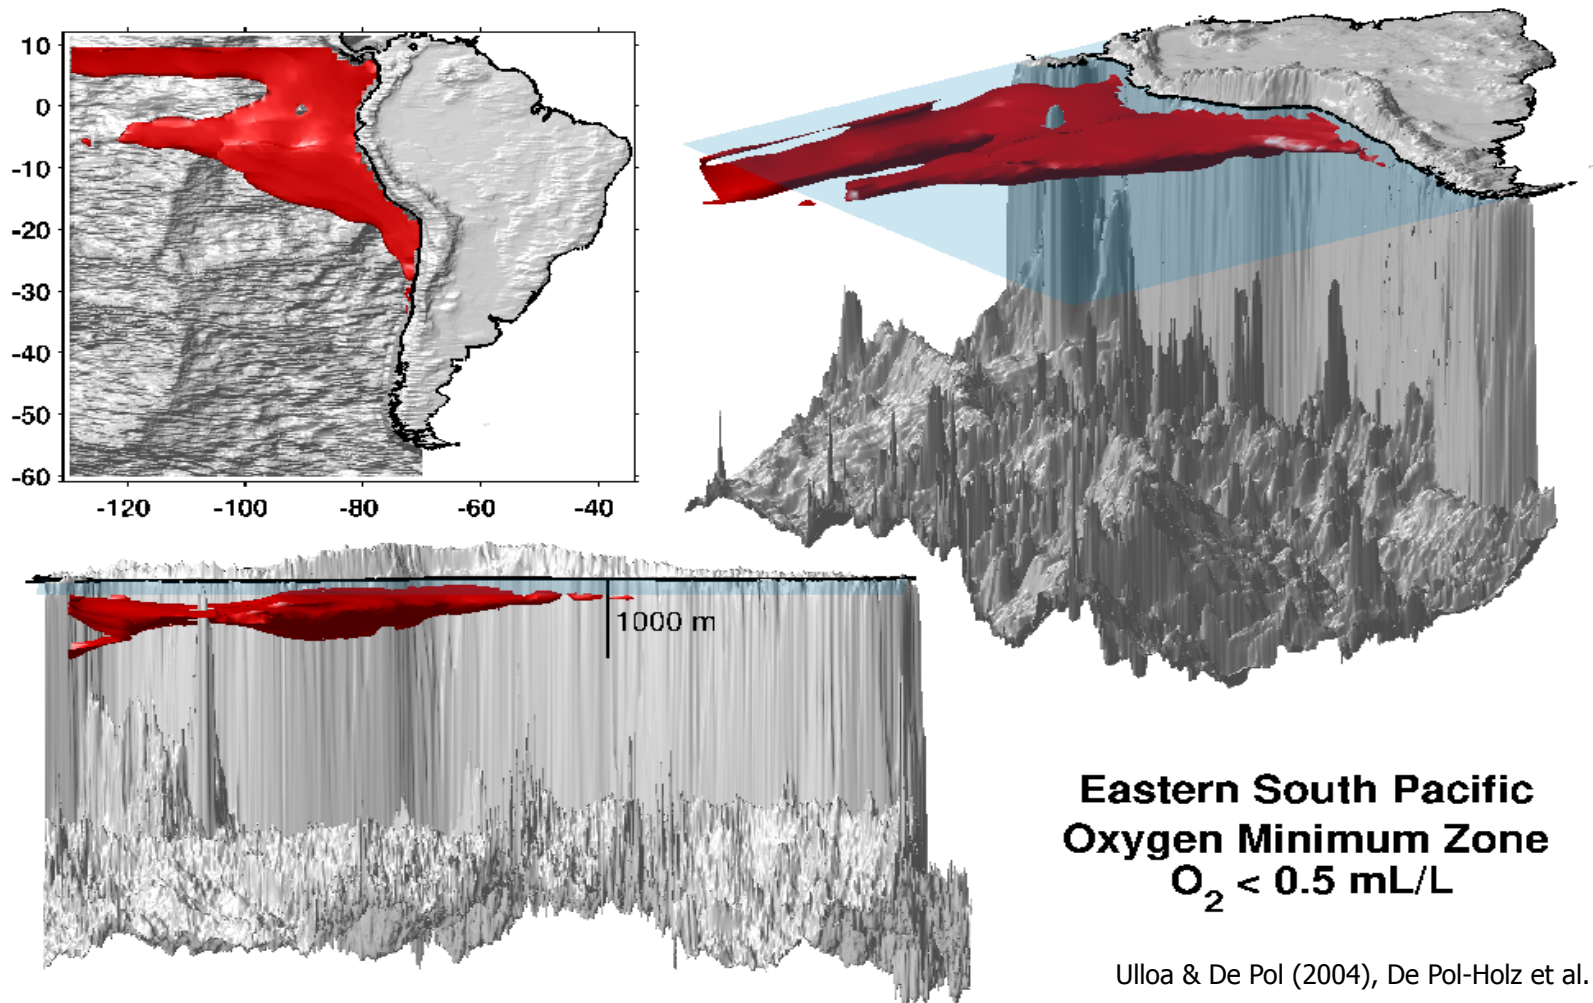 10
0
-10
-20
-30
-40
-50
-60
-120 -100 -80 -60 -40
1000 m
Eastern South Pacific
Oxygen Minimum Zone
O₂ < 0.5 mL/L
Ulloa & De Pol (2004), De Pol-Holz et al.